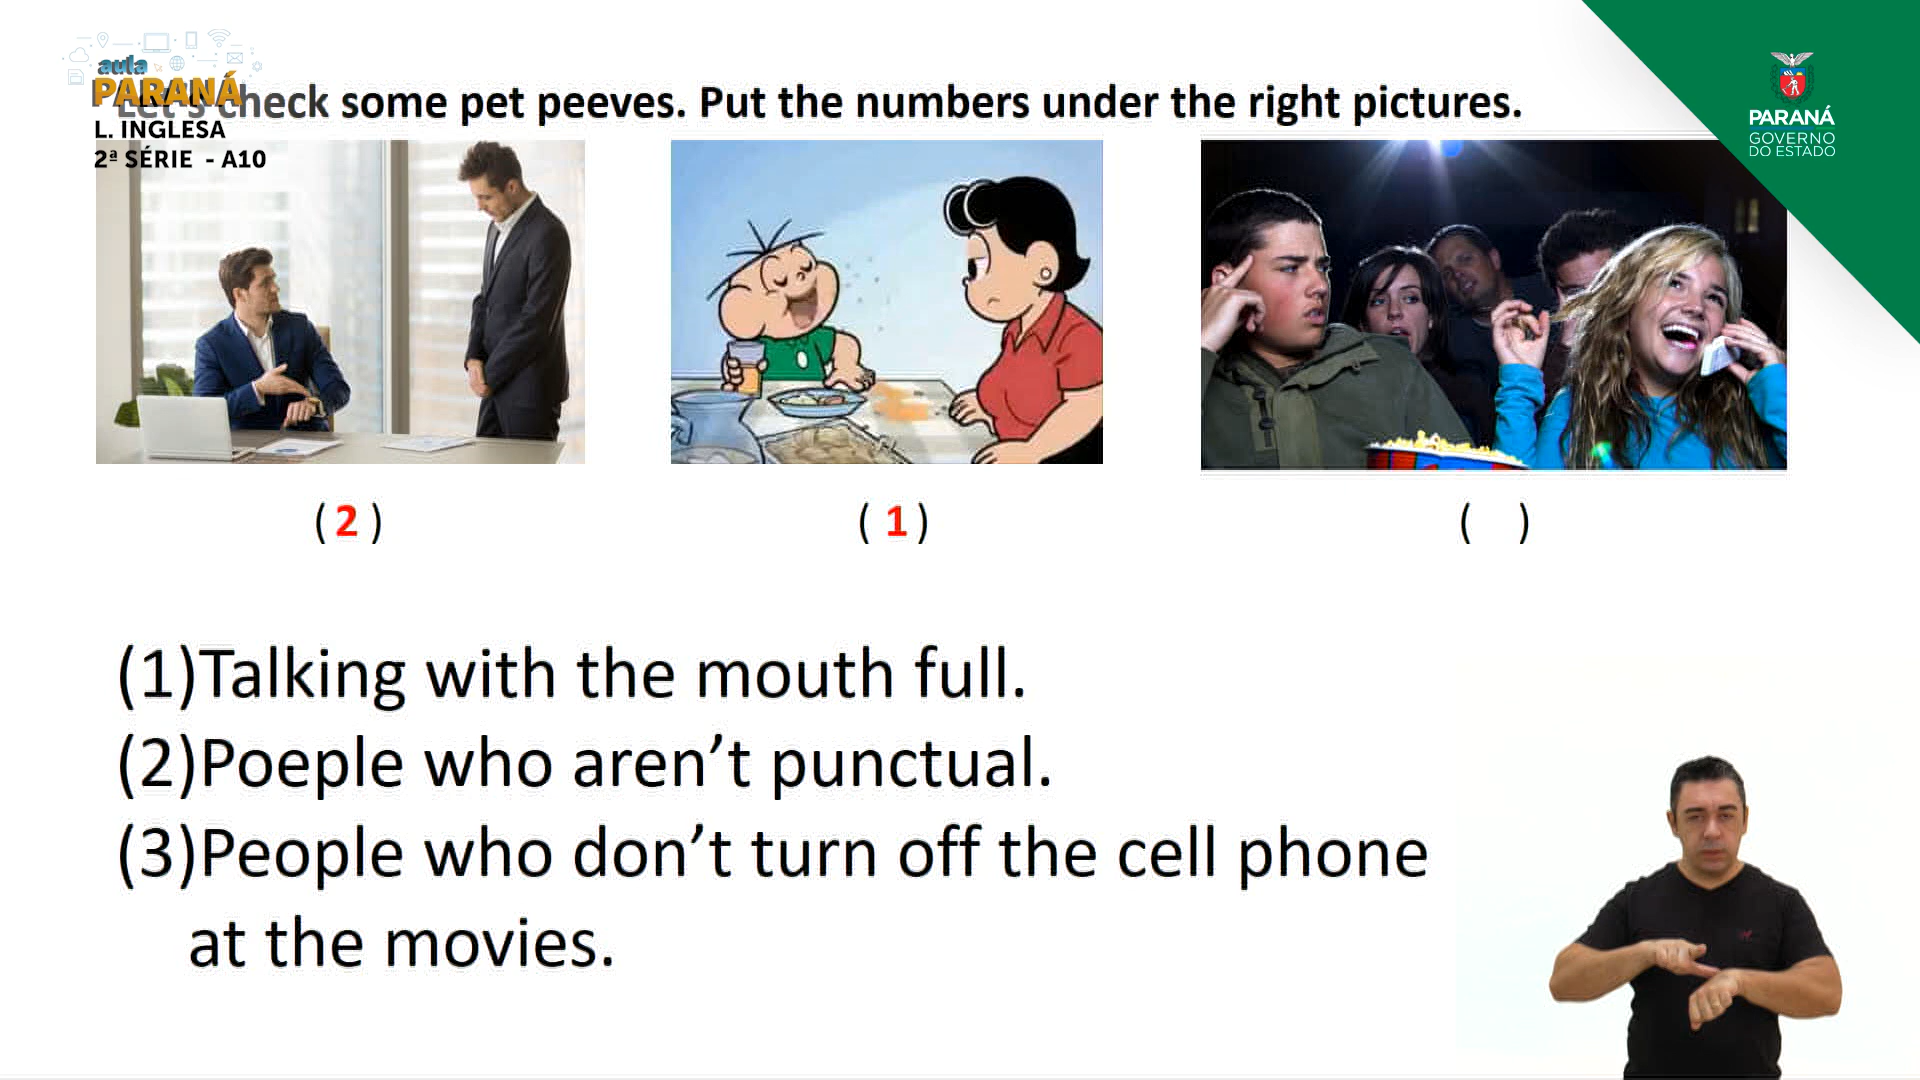 aula
PARANÁ
Let's check some pet peeves. Put the numbers under the right pictures.
L. INGLESA
2ª SÉRIE - A10
PARANÁ
GOVERNO
DO ESTADO
( 2 )
( 1 )
( )
(1)Talking with the mouth full.
(2)Poeple who aren’t punctual.
(3)People who don’t turn off the cell phone
at the movies.